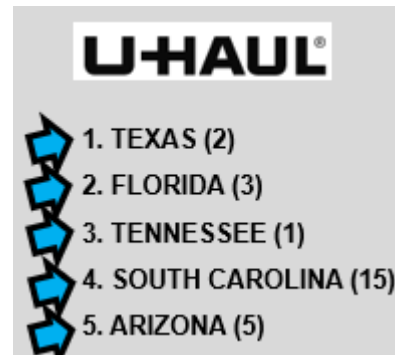 U-HAUL®
1. TEXAS (2)
2. FLORIDA (3)
3. TENNESSEE (1)
4. SOUTH CAROLINA (15)
5. ARIZONA (5)